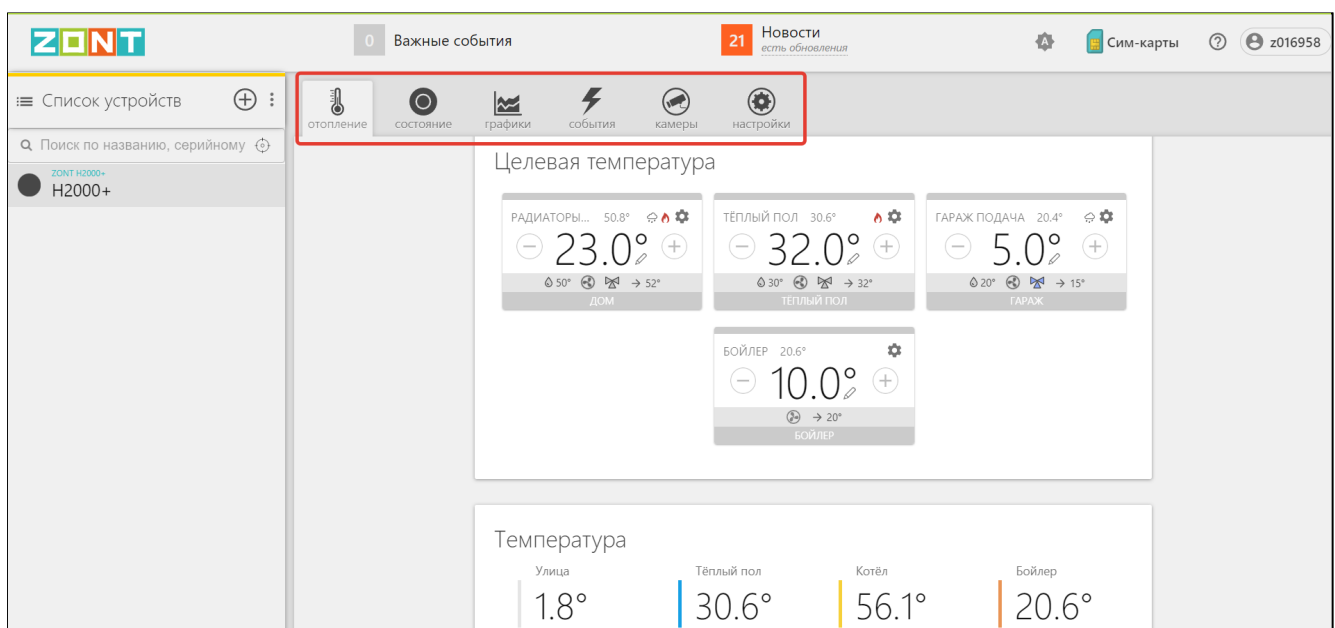 ZONT
0 Важные события
21 Новости
есть обновления
Сим-карты
z016958
Список устройств
Поиск по названию, серийному
ZONT H2000+
H2000+
отопление состояние графики события камеры настройки
Целевая температура
РАДИАТОРЫ... 50.8°
23.0°
50° → 52°
ДОМ
ТЁПЛЫЙ ПОЛ 30.6°
32.0°
30° → 32°
ТЁПЛЫЙ ПОЛ
ГАРАЖ ПОДАЧА 20.4°
5.0°
20° → 15°
ГАРАЖ
БОЙЛЕР 20.6°
10.0°
→ 20°
БОЙЛЕР
Температура
Улица Тёплый пол Котёл Бойлер
1.8° 30.6° 56.1° 20.6°